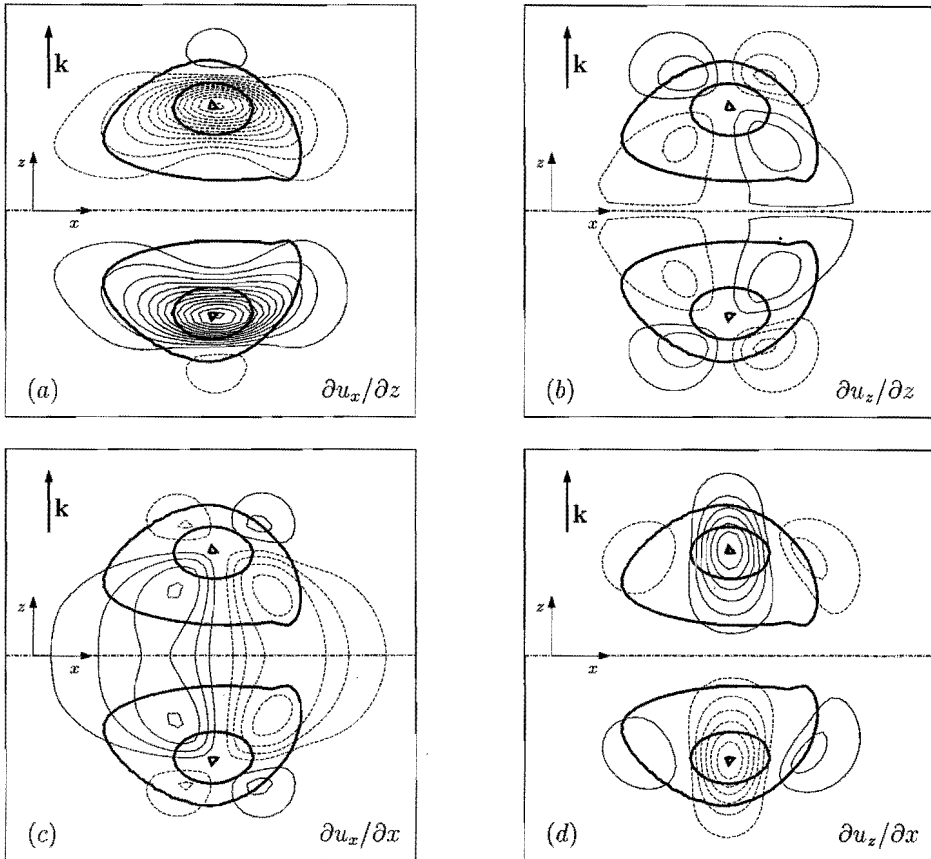 k
k
z
z
x
x
(a) ∂u_x/∂z
(b) ∂u_z/∂z
k
k
z
z
x
x
(c) ∂u_x/∂x
(d) ∂u_z/∂x